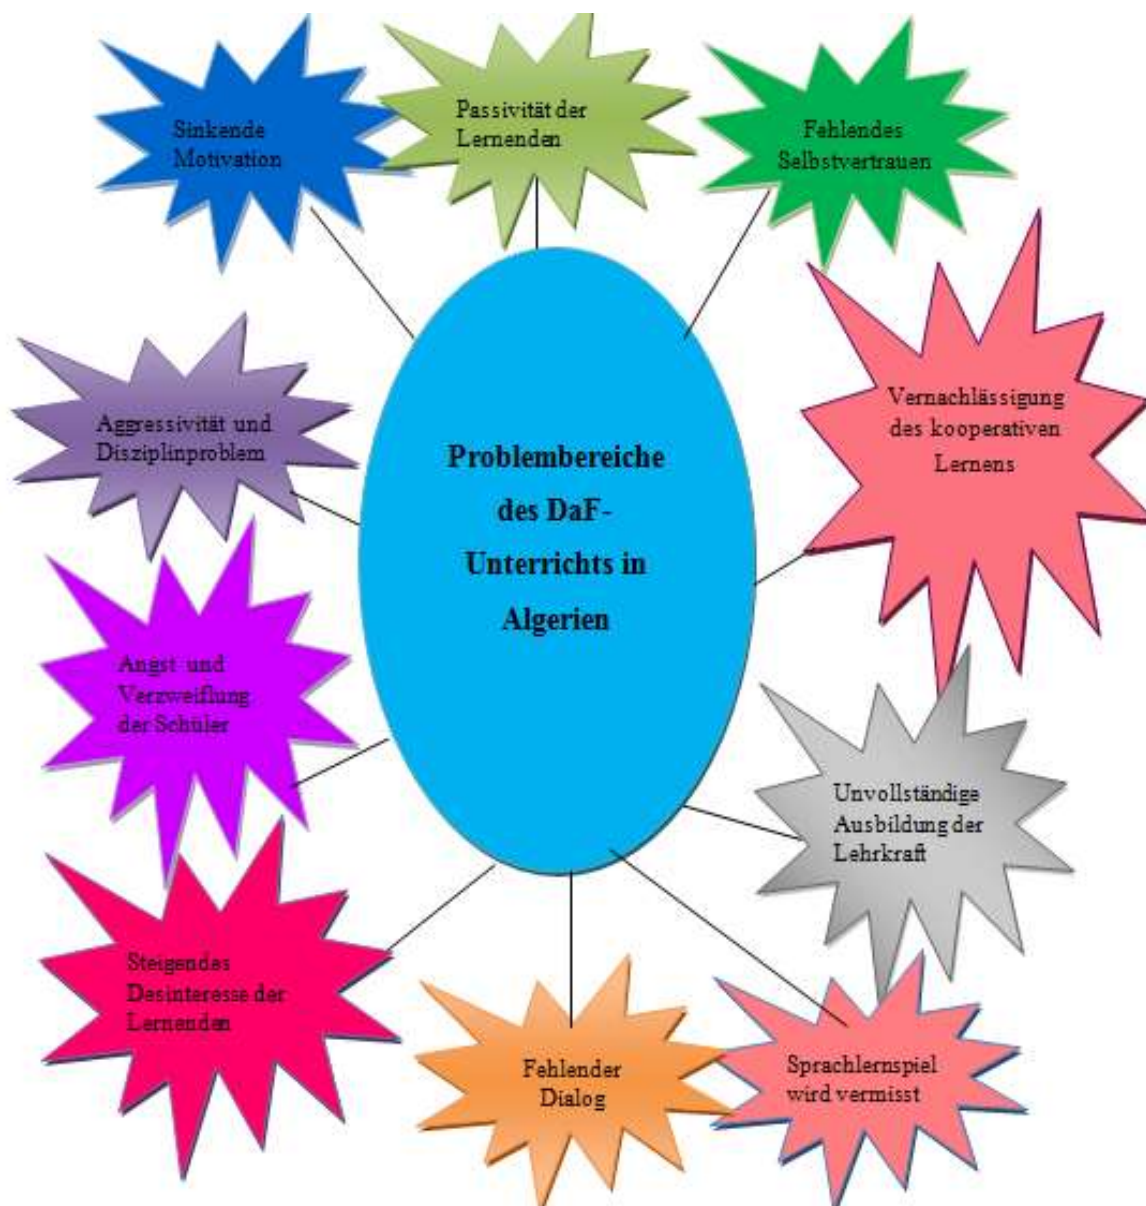 Sinkende
Motivation
Passivität der
Lernenden
Fehlendes
Selbstvertrauen
Aggressivität und
Disziplinproblem
Vernachlässigung
des kooperativen
Lernens
Problembereiche
des DaF-
Unterrichts in
Algerien
Angst und
Verzweiflung
der Schüler
Unvollständige
Ausbildung der
Lehrkraft
Steigendes
Desinteresse der
Lernenden
Fehlender
Dialog
Sprachlernspiel
wird vermisst